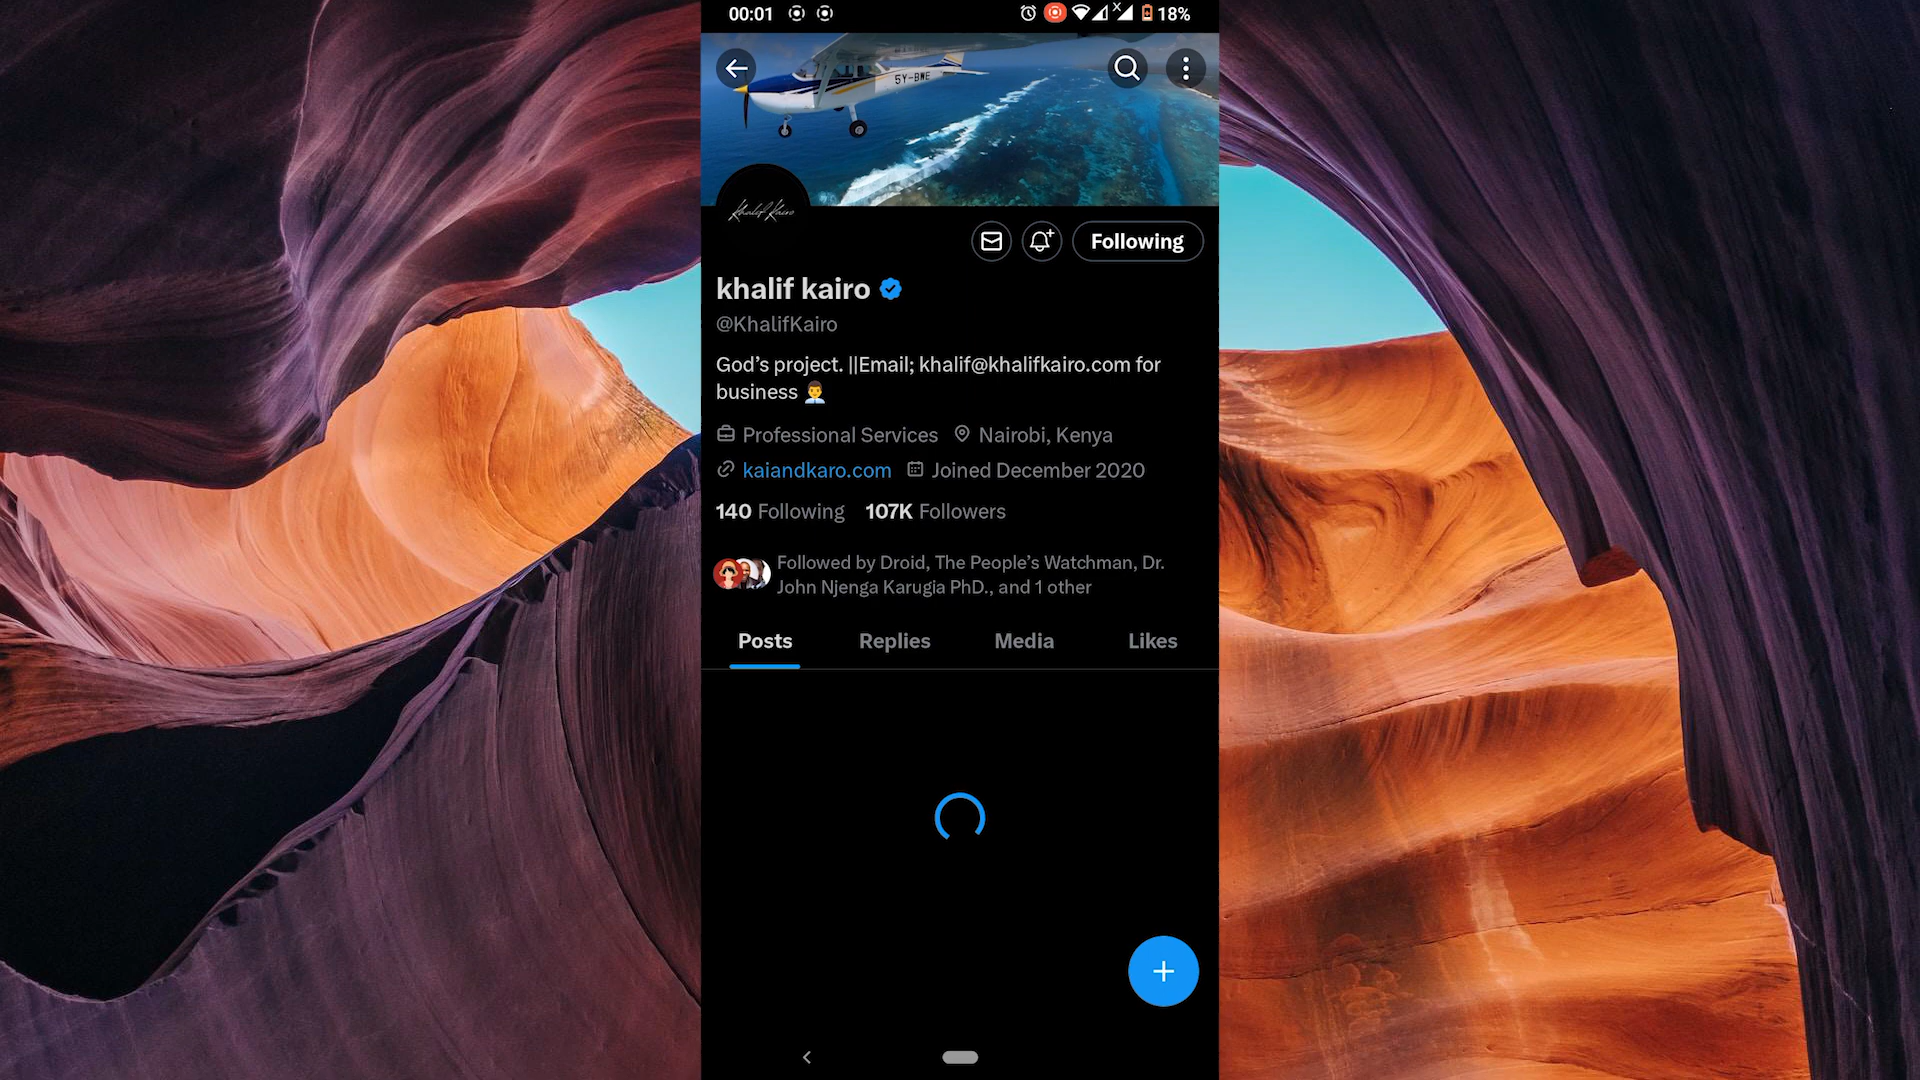 00:01
18%
5Y-BWE
Khalif Kairo
Following
khalif kairo
@KhalifKairo
God’s project. ||Email; khalif@khalifkairo.com for
business 👨‍💼
Professional Services Nairobi, Kenya
kaiandkaro.com Joined December 2020
140 Following 107K Followers
Followed by Droid, The People’s Watchman, Dr.
John Njenga Karugia PhD., and 1 other
Posts Replies Media Likes